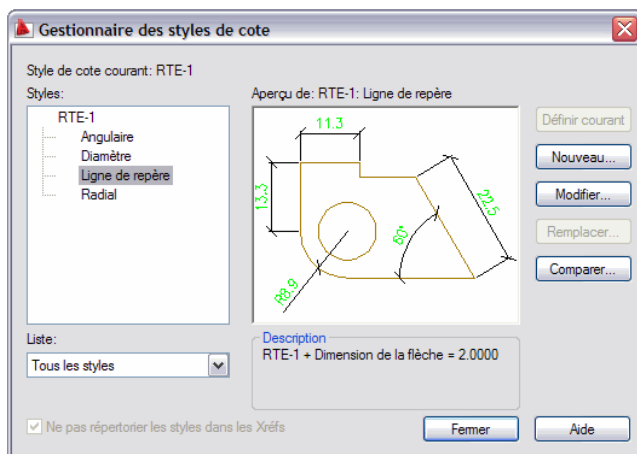 Gestionnaire des styles de cote
Style de cote courant: RTE-1
Styles:
RTE-1
Angulaire
Diamètre
Ligne de repère
Radial
Aperçu de: RTE-1: Ligne de repère
11.3
13.3
22.5
60°
R8.9
Définir courant
Nouveau...
Modifier...
Remplacer...
Comparer...
Liste:
Tous les styles
Description
RTE-1 + Dimension de la flèche = 2.0000
Ne pas répertorier les styles dans les Xréfs
Fermer
Aide